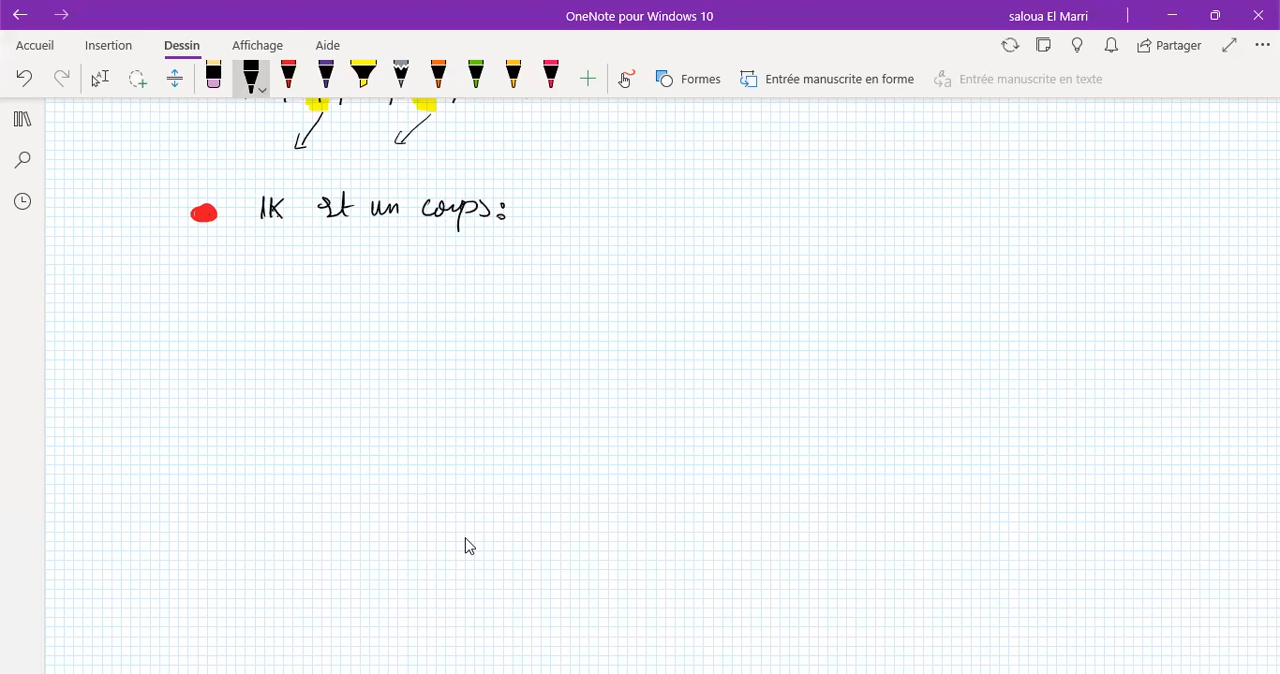 OneNote pour Windows 10
saloua El Marri
Accueil Insertion Dessin Affichage Aide
Partager
Formes Entrée manuscrite en forme Entrée manuscrite en texte
IK est un corps: